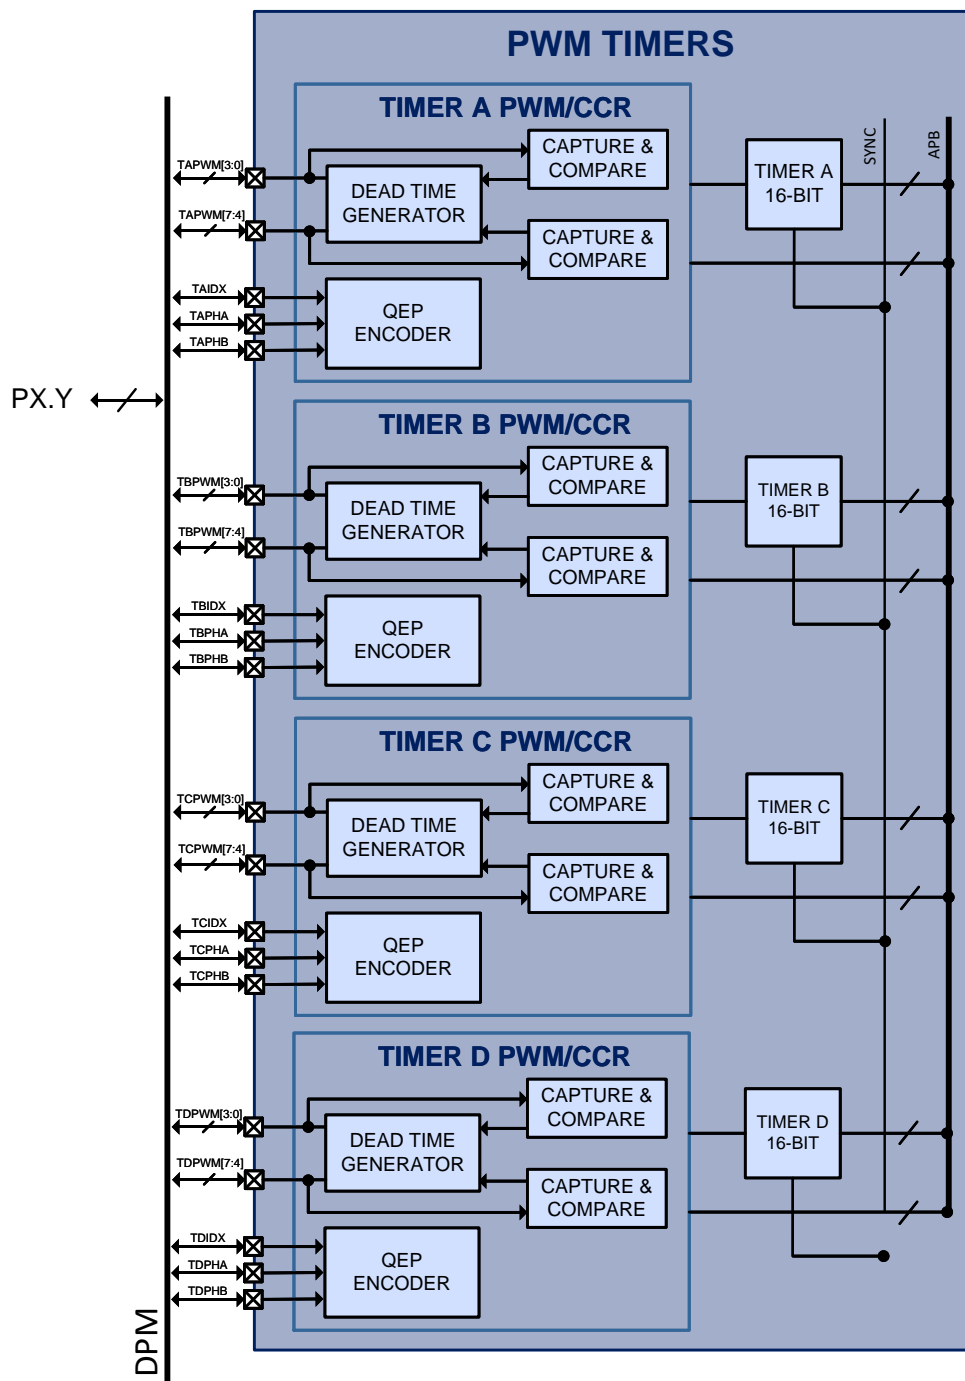 PWM TIMERS
TIMER A PWM/CCR
SYNC
APB
TAPWM[3:0]
CAPTURE &
COMPARE
TIMER A
16-BIT
DEAD TIME
GENERATOR
TAPWM[7:4]
CAPTURE &
COMPARE
TAIDX
TAPHA
TAPHB
QEP
ENCODER
PX.Y
TIMER B PWM/CCR
TBPWM[3:0]
CAPTURE &
COMPARE
TIMER B
16-BIT
DEAD TIME
GENERATOR
TBPWM[7:4]
CAPTURE &
COMPARE
TBIDX
TBPHA
TBPHB
QEP
ENCODER
TIMER C PWM/CCR
TCPWM[3:0]
CAPTURE &
COMPARE
TIMER C
16-BIT
DEAD TIME
GENERATOR
TCPWM[7:4]
CAPTURE &
COMPARE
TCIDX
TCPHA
TCPHB
QEP
ENCODER
TIMER D PWM/CCR
TDPWM[3:0]
CAPTURE &
COMPARE
TIMER D
16-BIT
DEAD TIME
GENERATOR
TDPWM[7:4]
CAPTURE &
COMPARE
TDIDX
TDPHA
TDPHB
QEP
ENCODER
DPM